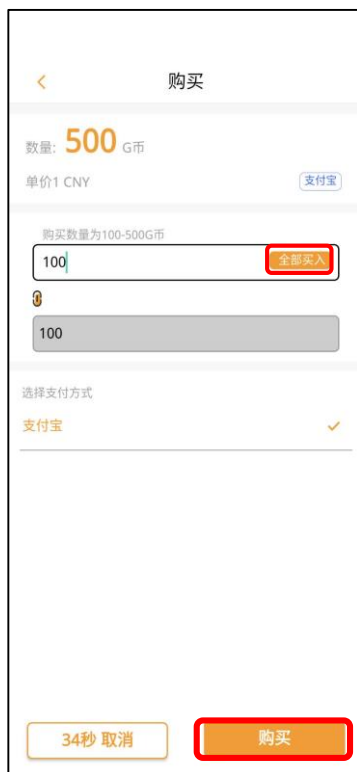 购买
数量: 500 G币
单价1 CNY 支付宝
购买数量为100-500G币
100 全部买入
100
选择支付方式
支付宝
34秒 取消 购买